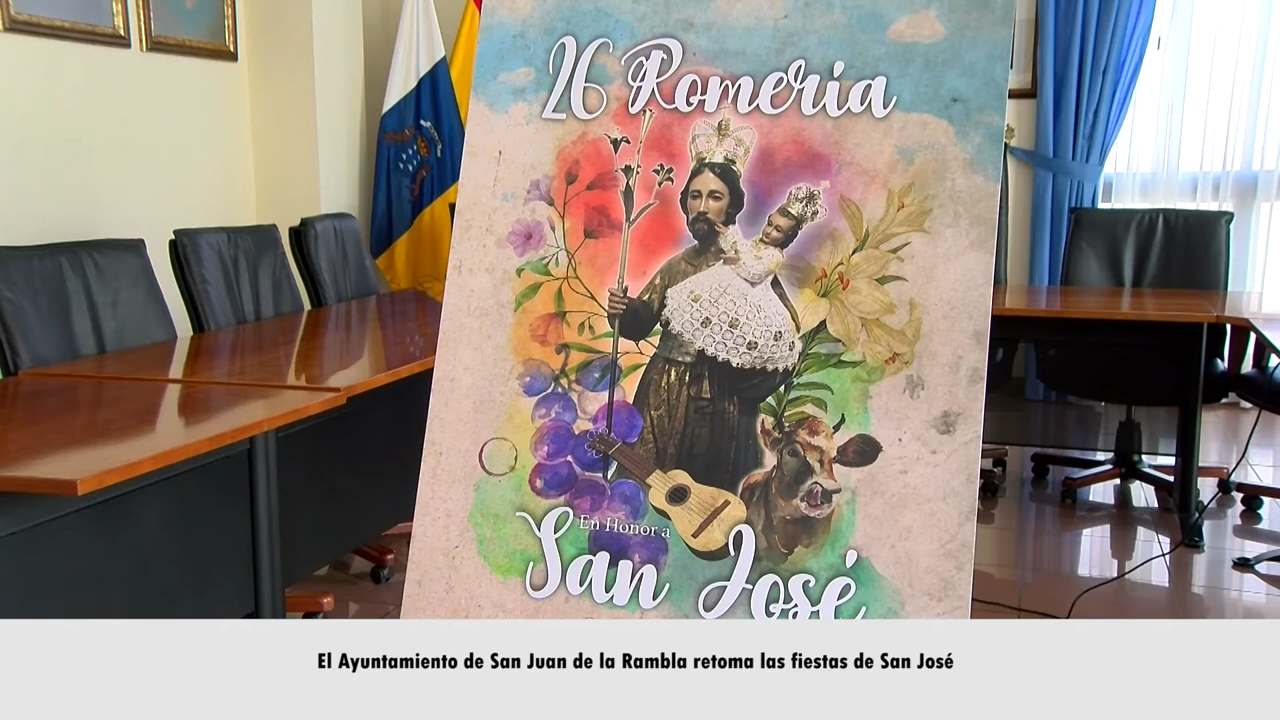 26 Romería
En Honor a
San José
El Ayuntamiento de San Juan de la Rambla retoma las fiestas de San José